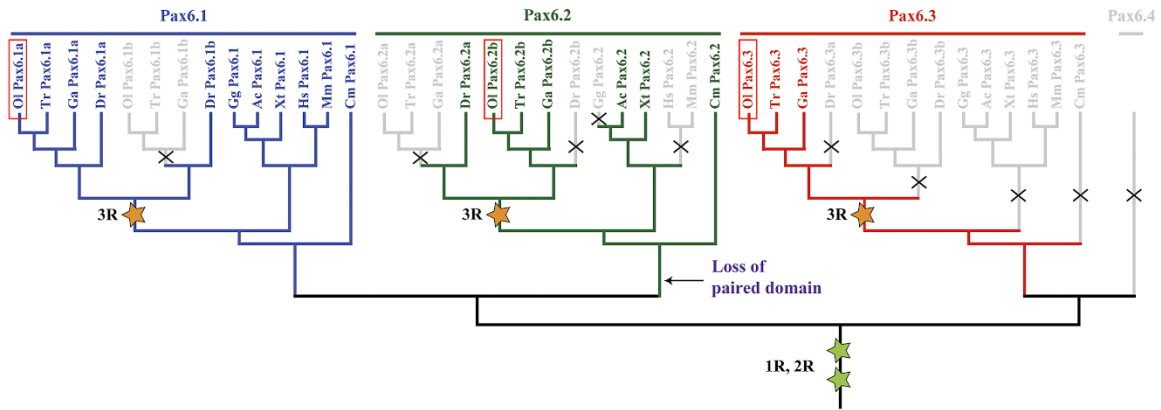 Pax6.1
Pax6.2
Pax6.3
Pax6.4
Ol Pax6.1a
Tr Pax6.1a
Ga Pax6.1a
Dr Pax6.1a
Ol Pax6.1b
Tr Pax6.1b
Ga Pax6.1b
Dr Pax6.1b
Gg Pax6.1
Ac Pax6.1
Xt Pax6.1
Hs Pax6.1
Mm Pax6.1
Cm Pax6.1
Ol Pax6.2a
Tr Pax6.2a
Ga Pax6.2a
Dr Pax6.2a
Ol Pax6.2b
Tr Pax6.2b
Ga Pax6.2b
Dr Pax6.2b
Gg Pax6.2
Ac Pax6.2
Xt Pax6.2
Hs Pax6.2
Mm Pax6.2
Cm Pax6.2
Ol Pax6.3
Tr Pax6.3
Ga Pax6.3
Dr Pax6.3a
Ol Pax6.3b
Tr Pax6.3b
Ga Pax6.3b
Dr Pax6.3b
Gg Pax6.3
Ac Pax6.3
Xt Pax6.3
Hs Pax6.3
Mm Pax6.3
Cm Pax6.3
3R
3R
3R
Loss of
paired domain
1R, 2R